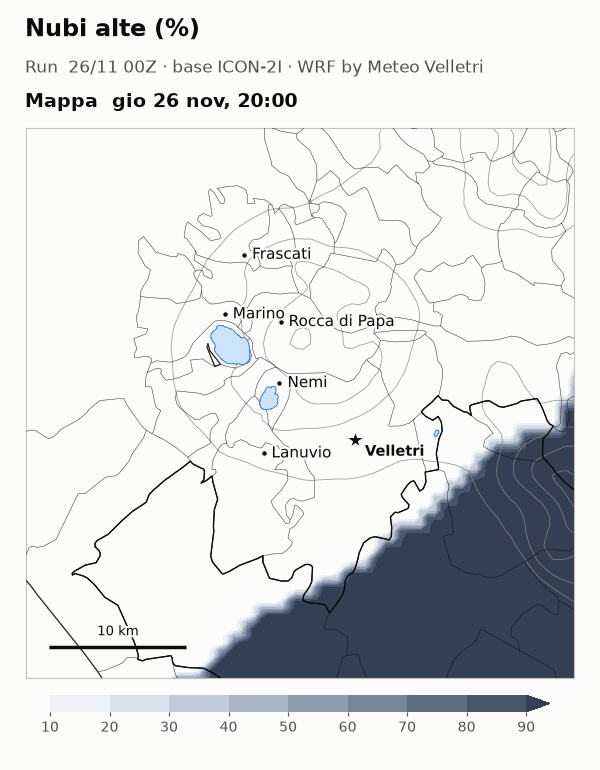 Nubi alte (%)
Run  26/11 00Z · base ICON-2I · WRF by Meteo Velletri
Mappa  gio 26 nov, 20:00
Frascati
Marino
Rocca di Papa
Nemi
Velletri
Lanuvio
10 km
10 20 30 40 50 60 70 80 90